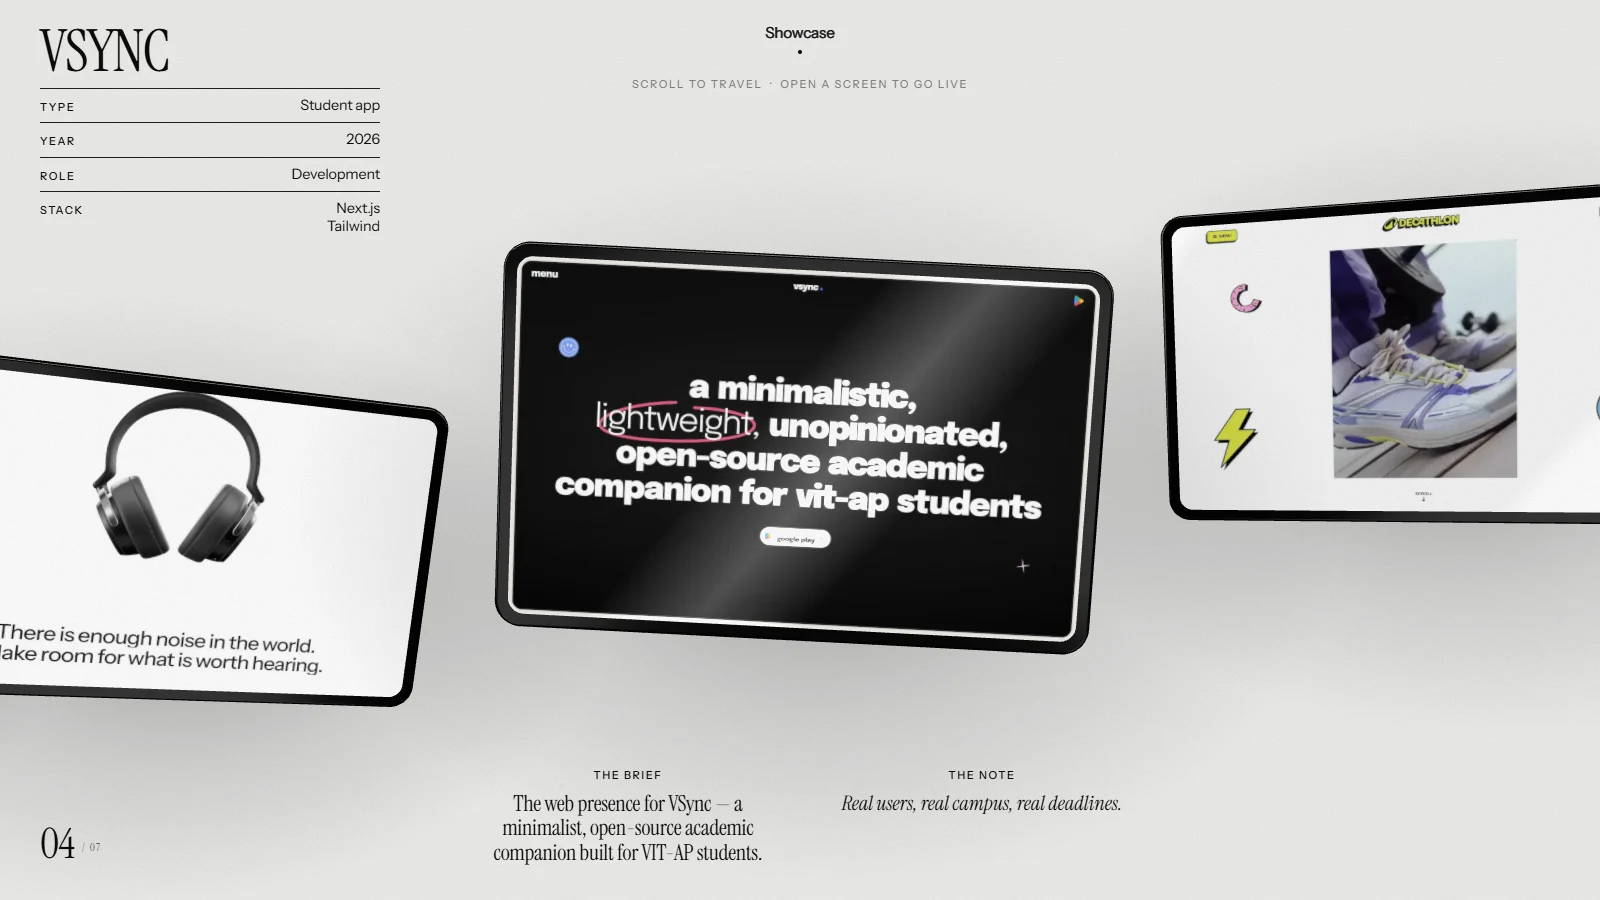 VSYNC
TYPE Student app
YEAR 2026
ROLE Development
STACK Next.js
Tailwind
Showcase
SCROLL TO TRAVEL · OPEN A SCREEN TO GO LIVE
There is enough noise in the world.
ake room for what is worth hearing.
menu
vsync.
a minimalistic,
lightweight, unopinionated,
open-source academic
companion for vit-ap students
google play
DECATHLON
MENU
SCROLL
THE BRIEF
The web presence for VSync — a
minimalist, open-source academic
companion built for VIT-AP students.
THE NOTE
Real users, real campus, real deadlines.
04 / 07